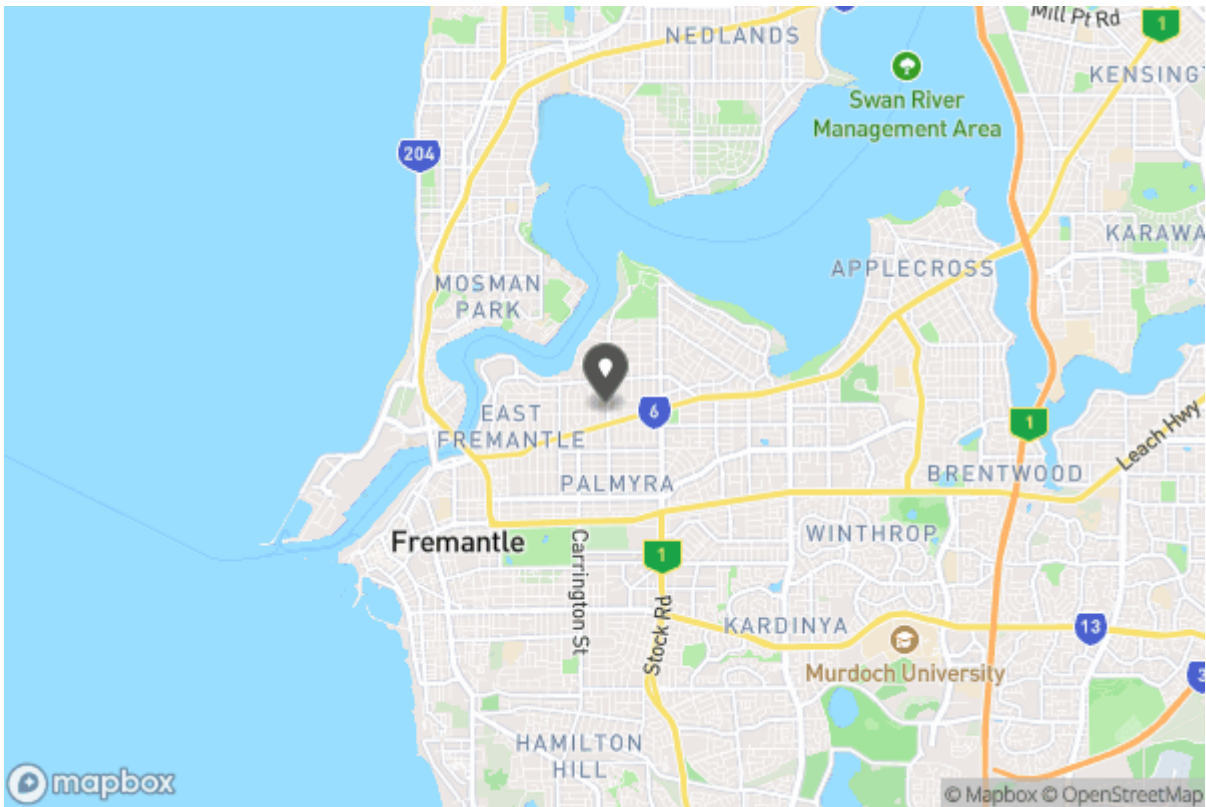 Mill Pt Rd
1
NEDLANDS
KENSINGT
Swan River
Management Area
204
KARAWA
APPLECROSS
MOSMAN
PARK
6
EAST
FREMANTLE
1
Leach Hwy
BRENTWOOD
PALMYRA
WINTHROP
Fremantle
Carrington St
1
Stock Rd
KARDINYA
13
Murdoch University
3
HAMILTON
HILL
mapbox
© Mapbox © OpenStreetMap